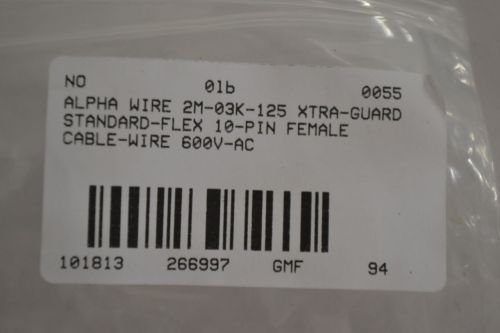 NO 01b 0055
ALPHA WIRE 2M-03K-125 XTRA-GUARD
STANDARD-FLEX 10-PIN FEMALE
CABLE-WIRE 600V-AC
101813 266997 GMF 94